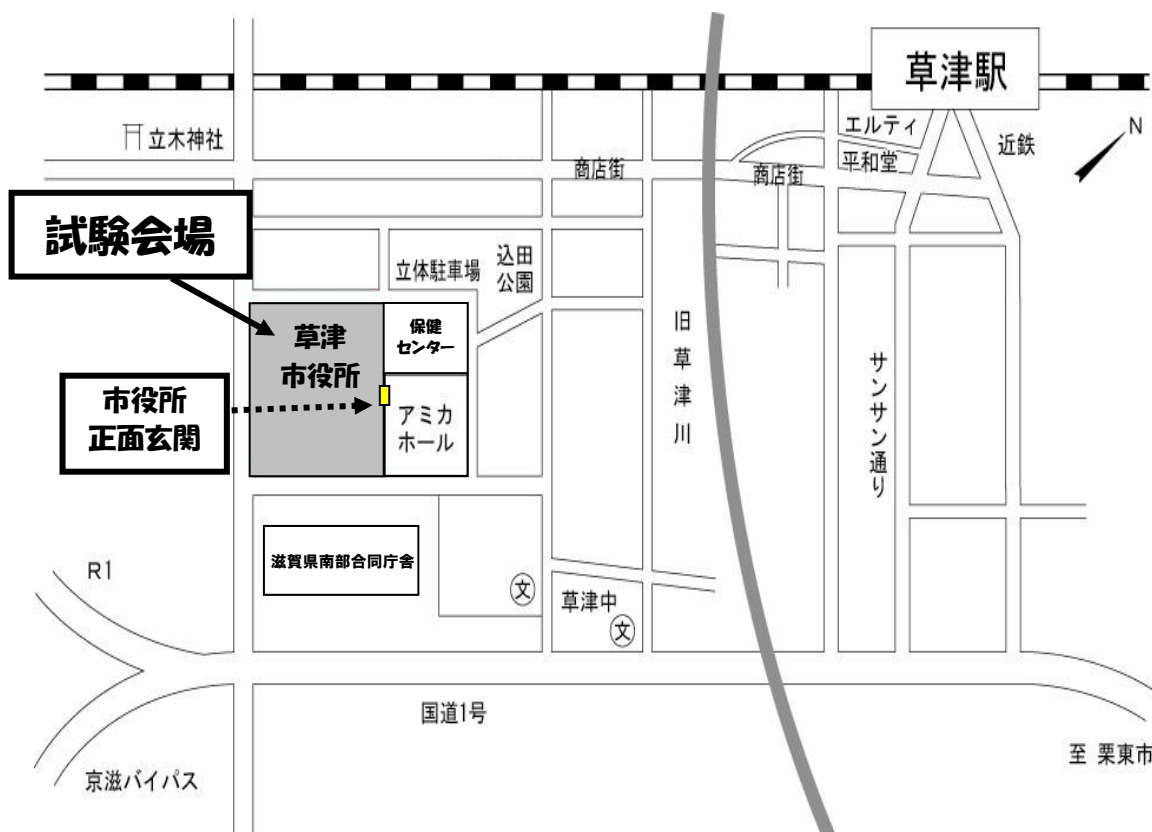 草津駅
エルティ
近鉄
N
立木神社
商店街
商店街
平和堂
試験会場
立体駐車場
込田
公園
草津
市役所
保健
センター
旧草津川
サンサン通り
市役所
正面玄関
アミカ
ホール
滋賀県南部合同庁舎
R1
文
草津中
文
国道1号
至 栗東市
京滋バイパス